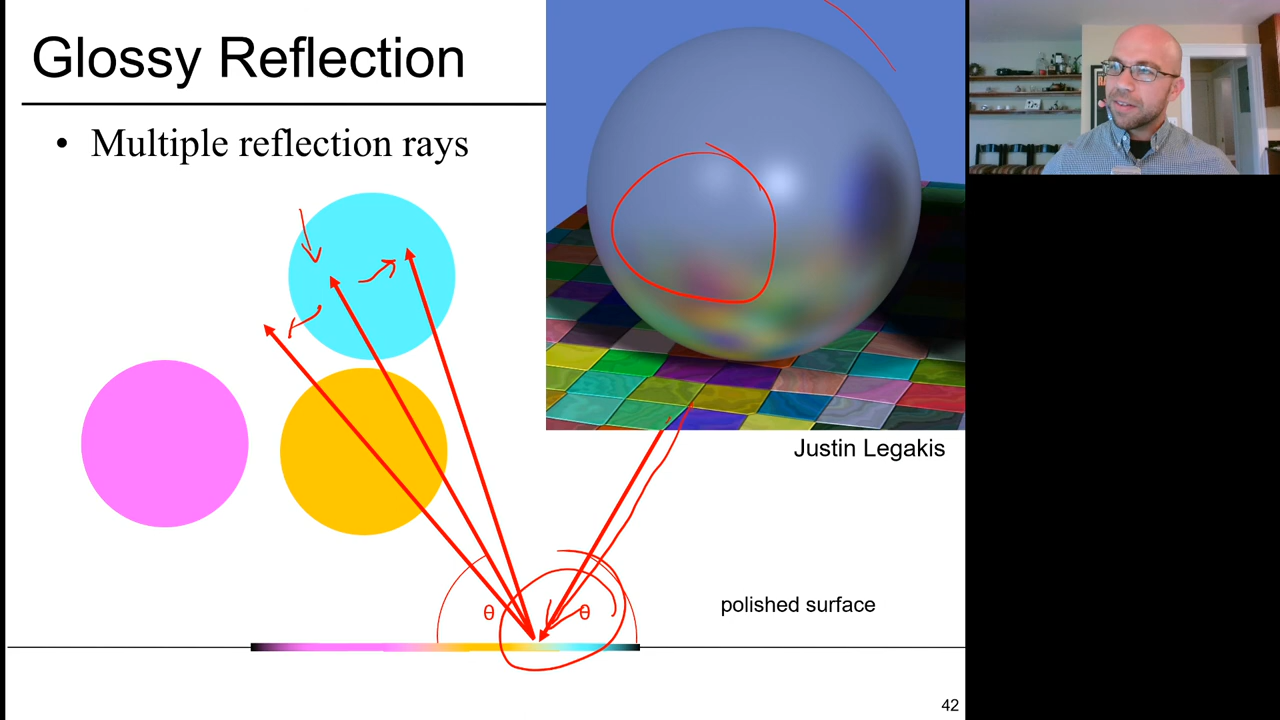 Glossy Reflection
• Multiple reflection rays
Justin Legakis
θ θ
polished surface
42